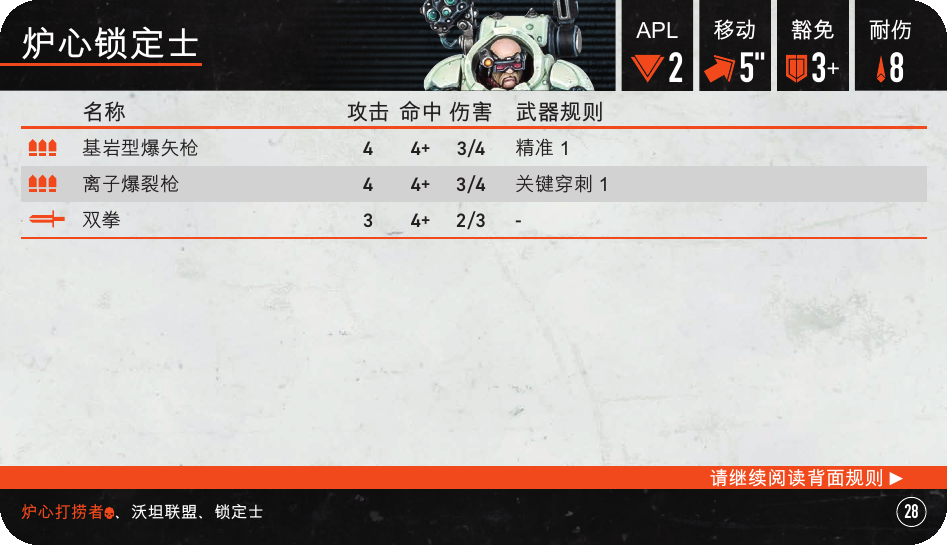 炉心锁定士
APL 移动 豁免 耐伤
2 5" 3+ 8
名称 攻击 命中 伤害 武器规则
基岩型爆矢枪 4 4+ 3/4 精准 1
离子爆裂枪 4 4+ 3/4 关键穿刺 1
双拳 3 4+ 2/3 -
请继续阅读背面规则 ▶
炉心打捞者、沃坦联盟、锁定士 28